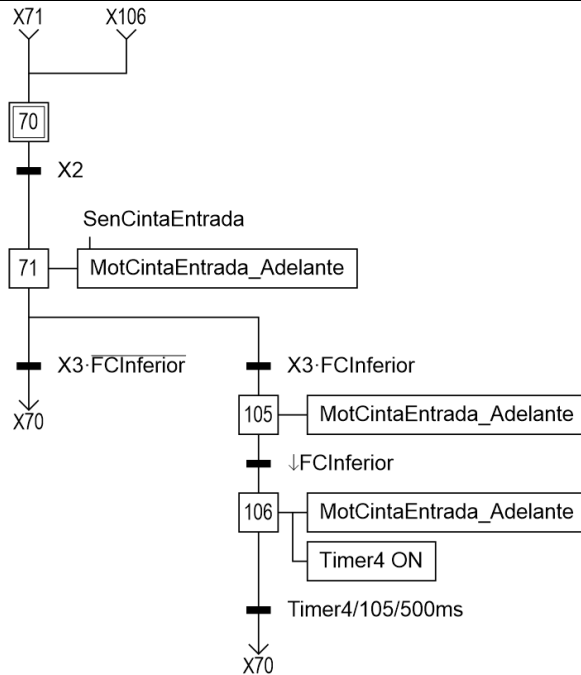 X71 X106
70
X2
SenCintaEntrada
71 MotCintaEntrada_Adelante
X3·F̅C̅I̅n̅f̅e̅r̅i̅o̅r̅ X3·FCInferior
X70
105 MotCintaEntrada_Adelante
↓FCInferior
106 MotCintaEntrada_Adelante
Timer4 ON
Timer4/105/500ms
X70